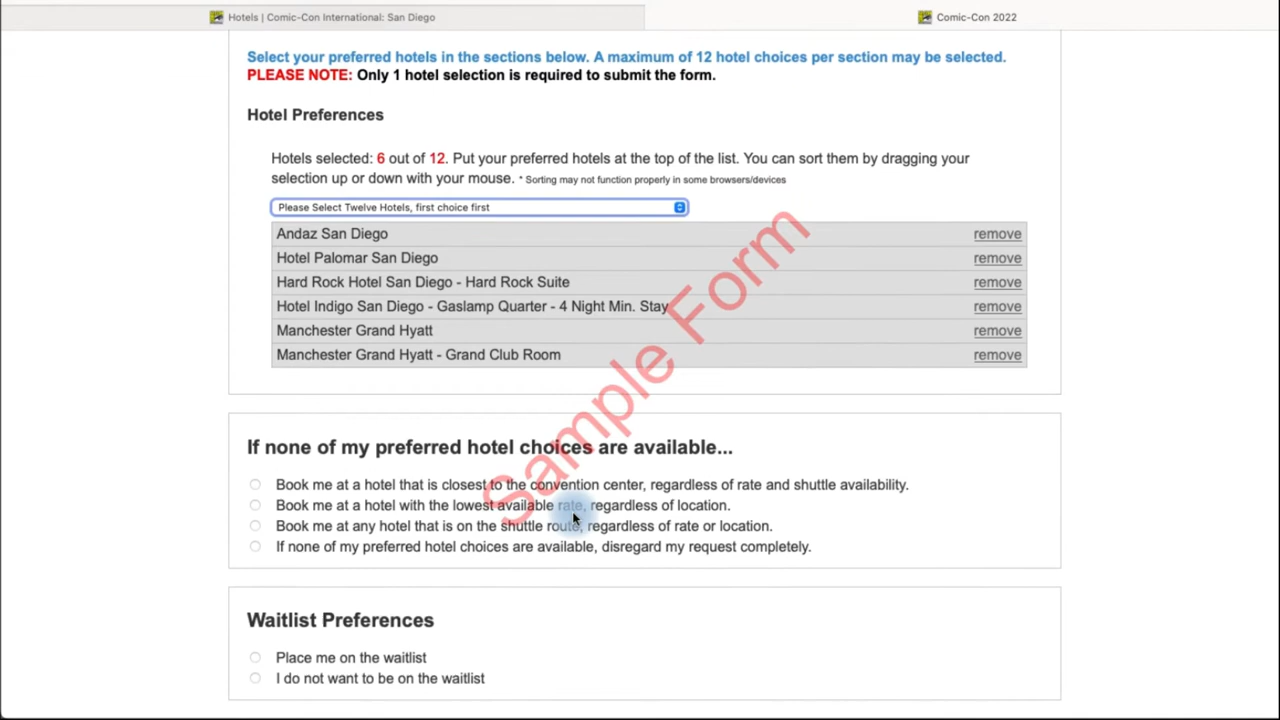 Hotels | Comic-Con International: San Diego
Comic-Con 2022
Select your preferred hotels in the sections below. A maximum of 12 hotel choices per section may be selected.
PLEASE NOTE: Only 1 hotel selection is required to submit the form.
Hotel Preferences
Hotels selected: 6 out of 12. Put your preferred hotels at the top of the list. You can sort them by dragging your
selection up or down with your mouse. * Sorting may not function properly in some browsers/devices
Please Select Twelve Hotels, first choice first
Andaz San Diego remove
Hotel Palomar San Diego remove
Hard Rock Hotel San Diego - Hard Rock Suite remove
Hotel Indigo San Diego - Gaslamp Quarter - 4 Night Min. Stay remove
Manchester Grand Hyatt remove
Manchester Grand Hyatt - Grand Club Room remove
Sample Form
If none of my preferred hotel choices are available...
Book me at a hotel that is closest to the convention center, regardless of rate and shuttle availability.
Book me at a hotel with the lowest available rate, regardless of location.
Book me at any hotel that is on the shuttle route, regardless of rate or location.
If none of my preferred hotel choices are available, disregard my request completely.
Waitlist Preferences
Place me on the waitlist
I do not want to be on the waitlist